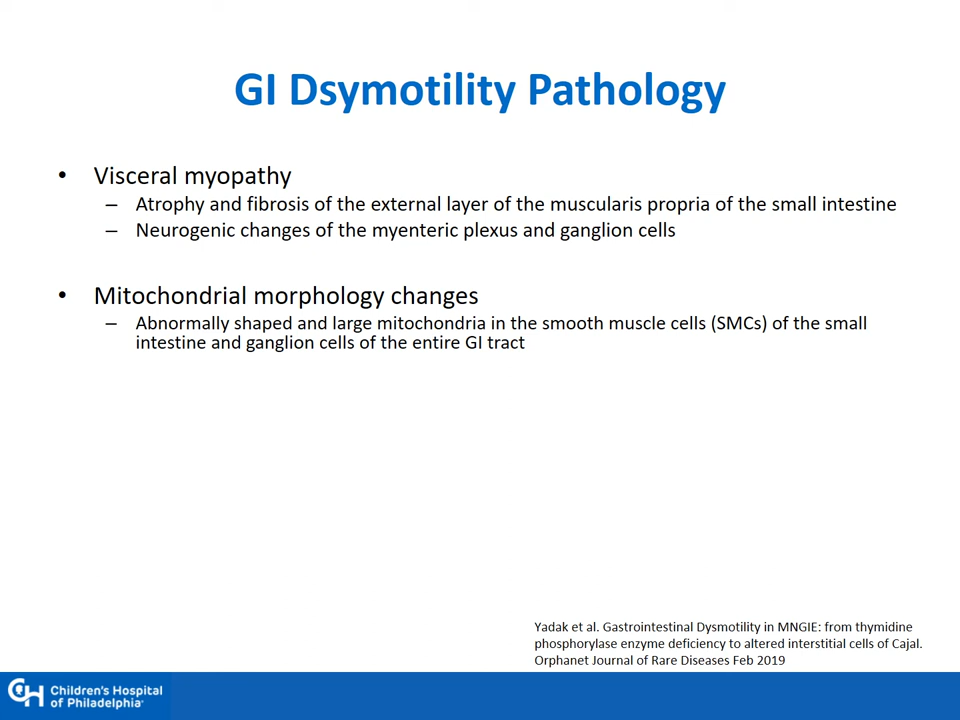 GI Dsymotility Pathology
• Visceral myopathy
– Atrophy and fibrosis of the external layer of the muscularis propria of the small intestine
– Neurogenic changes of the myenteric plexus and ganglion cells
• Mitochondrial morphology changes
– Abnormally shaped and large mitochondria in the smooth muscle cells (SMCs) of the small
intestine and ganglion cells of the entire GI tract
Yadak et al. Gastrointestinal Dysmotility in MNGIE: from thymidine
phosphorylase enzyme deficiency to altered interstitial cells of Cajal.
Orphanet Journal of Rare Diseases Feb 2019
CH Children's Hospital
of Philadelphia